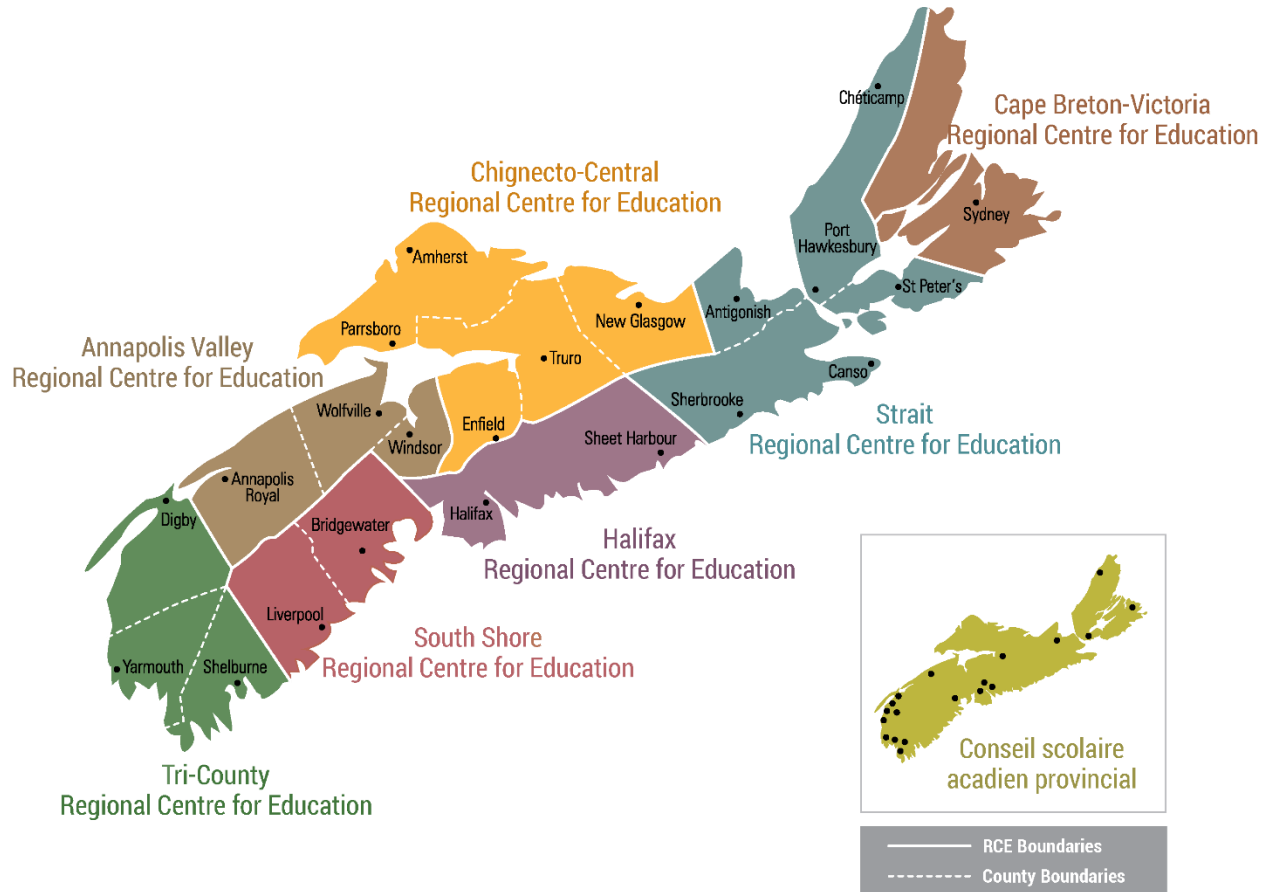 Chéticamp
Cape Breton-Victoria
Regional Centre for Education
Chignecto-Central
Regional Centre for Education
Sydney
Port
Hawkesbury
Amherst
St Peter's
Antigonish
New Glasgow
Parrsboro
Annapolis Valley
Regional Centre for Education
Truro
Canso
Wolfville
Sherbrooke
Strait
Regional Centre for Education
Enfield
Windsor
Sheet Harbour
Annapolis
Royal
Halifax
Digby
Bridgewater
Halifax
Regional Centre for Education
Liverpool
South Shore
Regional Centre for Education
Yarmouth
Shelburne
Tri-County
Regional Centre for Education
Conseil scolaire
acadien provincial
RCE Boundaries
County Boundaries